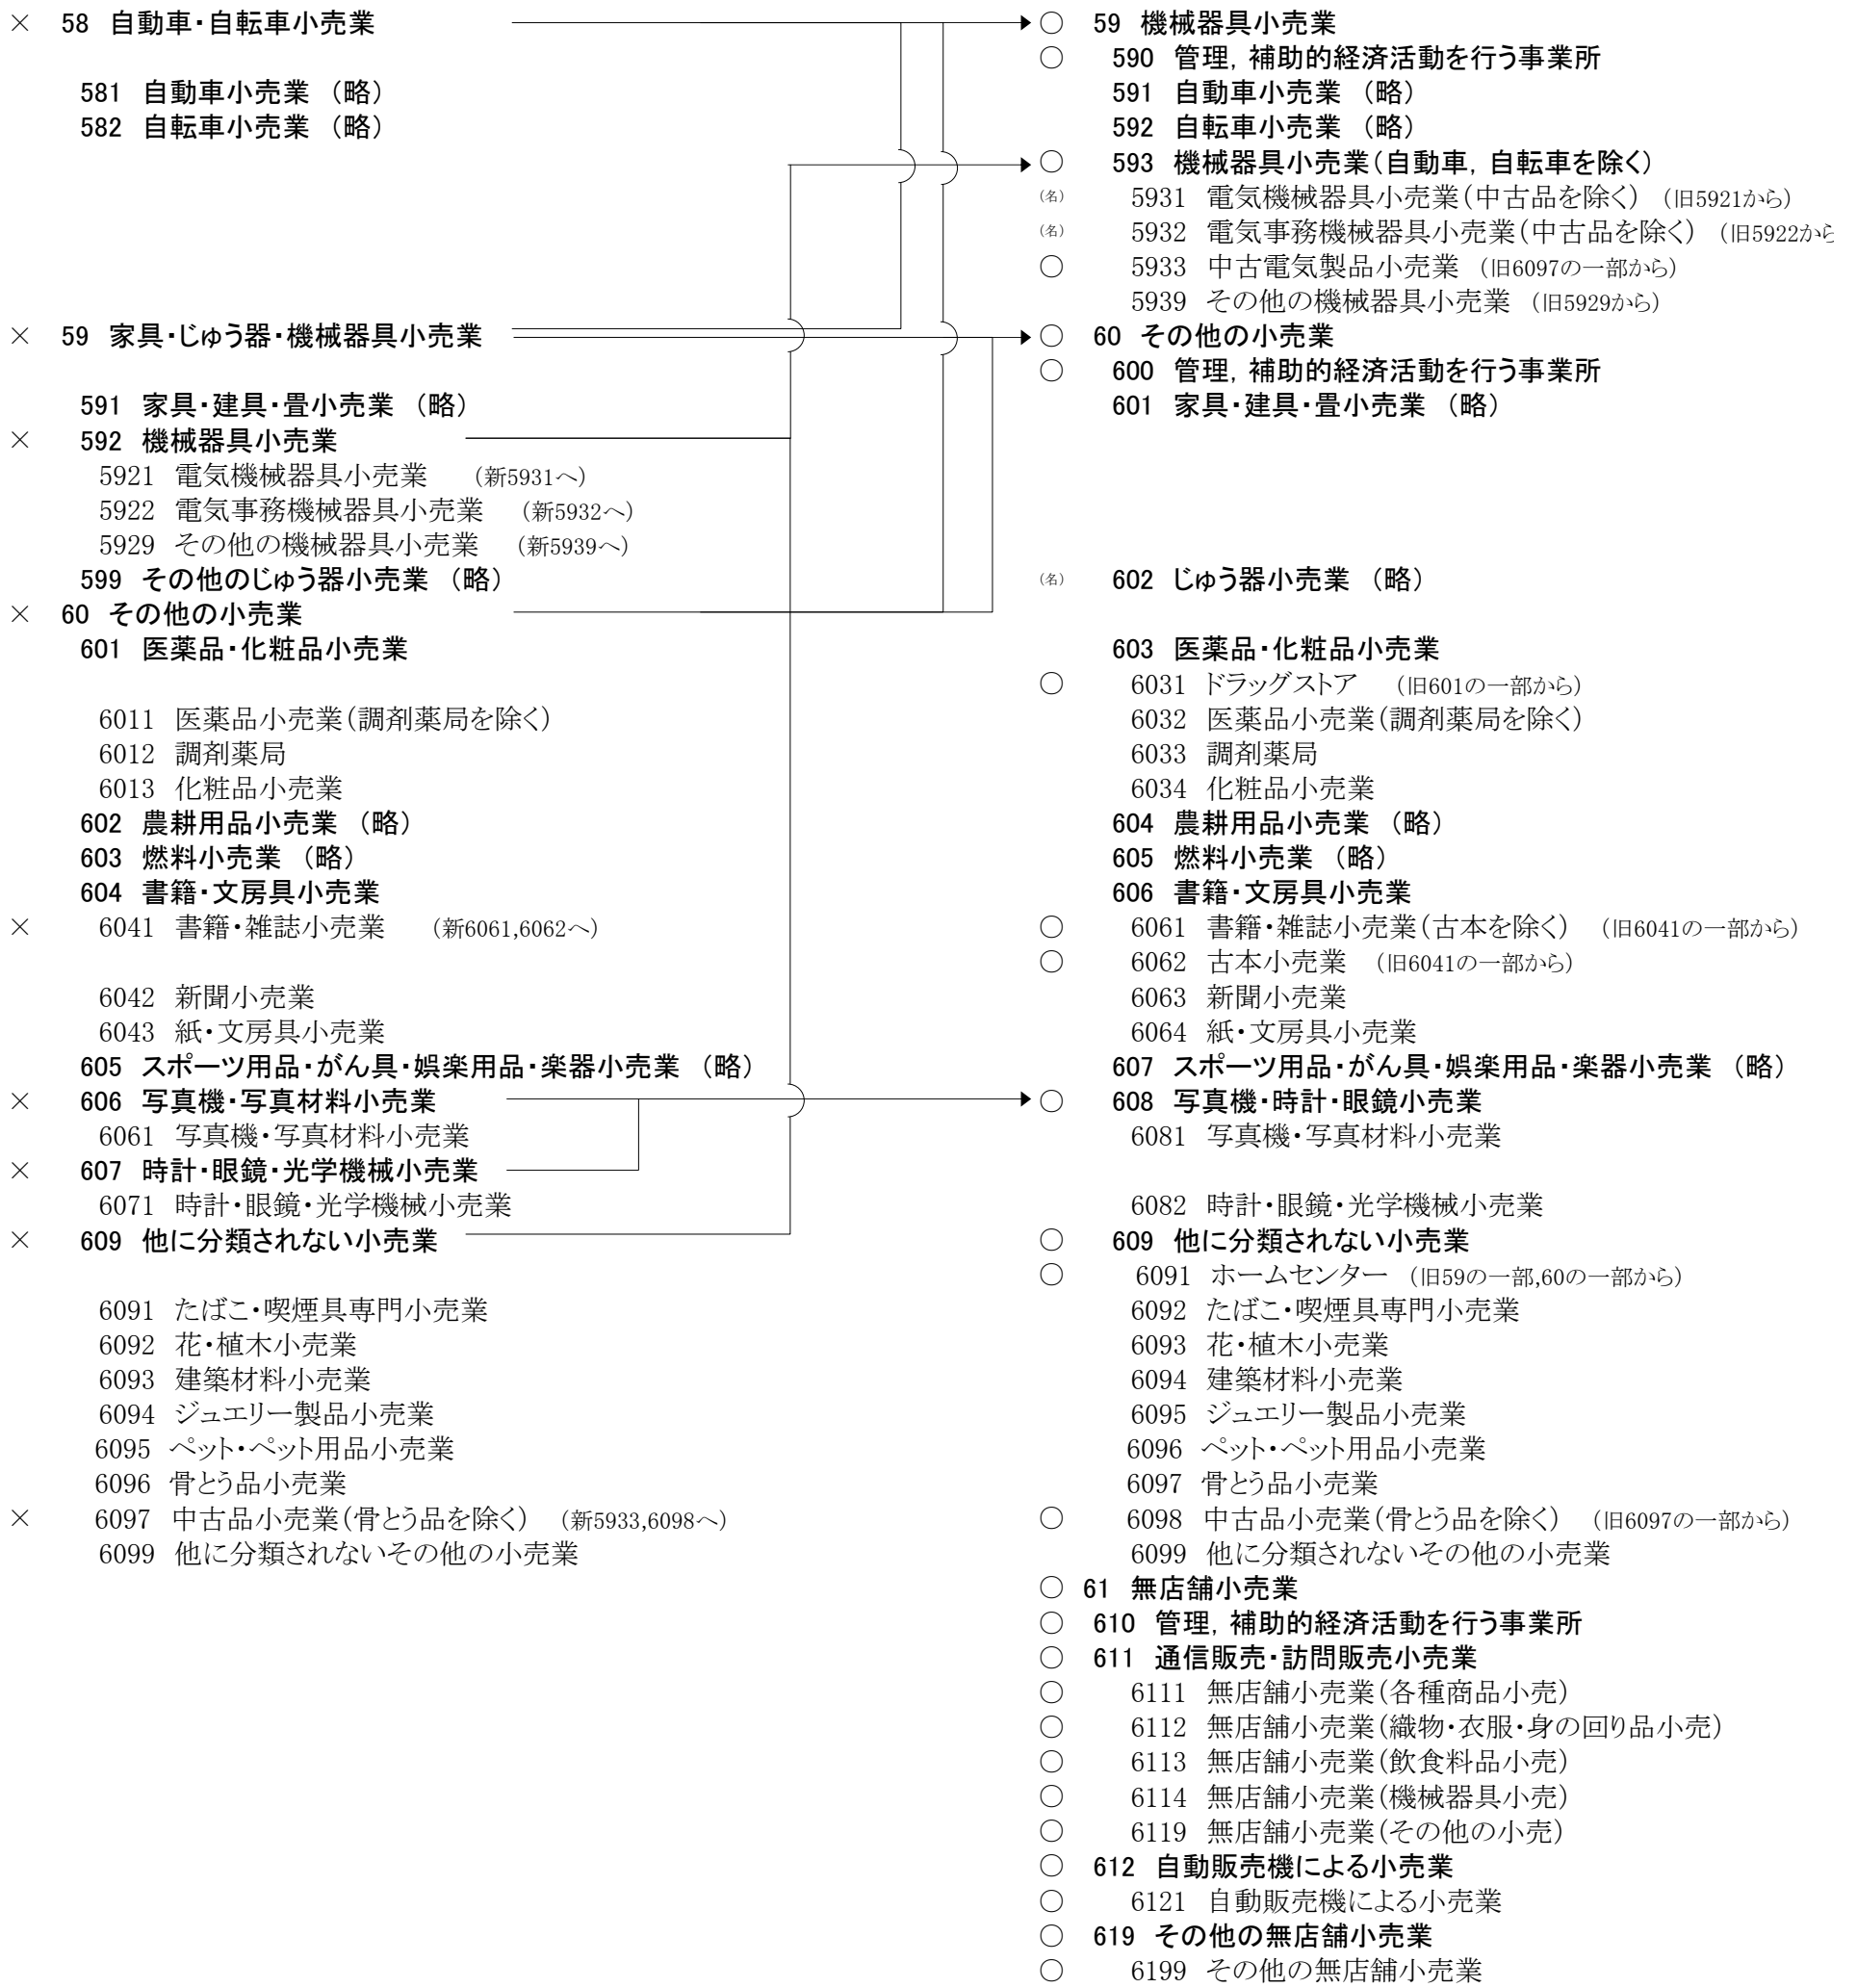 × 58 自動車・自転車小売業
581 自動車小売業 (略)
582 自転車小売業 (略)
× 59 家具・じゅう器・機械器具小売業
591 家具・建具・畳小売業 (略)
× 592 機械器具小売業
5921 電気機械器具小売業 (新5931へ)
5922 電気事務機械器具小売業 (新5932へ)
5929 その他の機械器具小売業 (新5939へ)
599 その他のじゅう器小売業 (略)
× 60 その他の小売業
601 医薬品・化粧品小売業
6011 医薬品小売業(調剤薬局を除く)
6012 調剤薬局
6013 化粧品小売業
602 農耕用品小売業 (略)
603 燃料小売業 (略)
604 書籍・文房具小売業
× 6041 書籍・雑誌小売業 (新6061,6062へ)
6042 新聞小売業
6043 紙・文房具小売業
605 スポーツ用品・がん具・娯楽用品・楽器小売業 (略)
× 606 写真機・写真材料小売業
6061 写真機・写真材料小売業
× 607 時計・眼鏡・光学機械小売業
6071 時計・眼鏡・光学機械小売業
× 609 他に分類されない小売業
6091 たばこ・喫煙具専門小売業
6092 花・植木小売業
6093 建築材料小売業
6094 ジュエリー製品小売業
6095 ペット・ペット用品小売業
6096 骨とう品小売業
× 6097 中古品小売業(骨とう品を除く) (新5933,6098へ)
6099 他に分類されないその他の小売業
○ 59 機械器具小売業
○ 590 管理, 補助的経済活動を行う事業所
591 自動車小売業 (略)
592 自転車小売業 (略)
○ 593 機械器具小売業(自動車, 自転車を除く)
(名) 5931 電気機械器具小売業(中古品を除く) (旧5921から)
(名) 5932 電気事務機械器具小売業(中古品を除く) (旧5922から
○ 5933 中古電気製品小売業 (旧6097の一部から)
5939 その他の機械器具小売業 (旧5929から)
○ 60 その他の小売業
○ 600 管理, 補助的経済活動を行う事業所
601 家具・建具・畳小売業 (略)
(名) 602 じゅう器小売業 (略)
603 医薬品・化粧品小売業
○ 6031 ドラッグストア (旧601の一部から)
6032 医薬品小売業(調剤薬局を除く)
6033 調剤薬局
6034 化粧品小売業
604 農耕用品小売業 (略)
605 燃料小売業 (略)
606 書籍・文房具小売業
○ 6061 書籍・雑誌小売業(古本を除く) (旧6041の一部から)
○ 6062 古本小売業 (旧6041の一部から)
6063 新聞小売業
6064 紙・文房具小売業
607 スポーツ用品・がん具・娯楽用品・楽器小売業 (略)
○ 608 写真機・時計・眼鏡小売業
6081 写真機・写真材料小売業
6082 時計・眼鏡・光学機械小売業
○ 609 他に分類されない小売業
○ 6091 ホームセンター (旧59の一部,60の一部から)
6092 たばこ・喫煙具専門小売業
6093 花・植木小売業
6094 建築材料小売業
6095 ジュエリー製品小売業
6096 ペット・ペット用品小売業
6097 骨とう品小売業
○ 6098 中古品小売業(骨とう品を除く) (旧6097の一部から)
6099 他に分類されないその他の小売業
○ 61 無店舗小売業
○ 610 管理, 補助的経済活動を行う事業所
○ 611 通信販売・訪問販売小売業
○ 6111 無店舗小売業(各種商品小売)
○ 6112 無店舗小売業(織物・衣服・身の回り品小売)
○ 6113 無店舗小売業(飲食料品小売)
○ 6114 無店舗小売業(機械器具小売)
○ 6119 無店舗小売業(その他の小売)
○ 612 自動販売機による小売業
○ 6121 自動販売機による小売業
○ 619 その他の無店舗小売業
○ 6199 その他の無店舗小売業